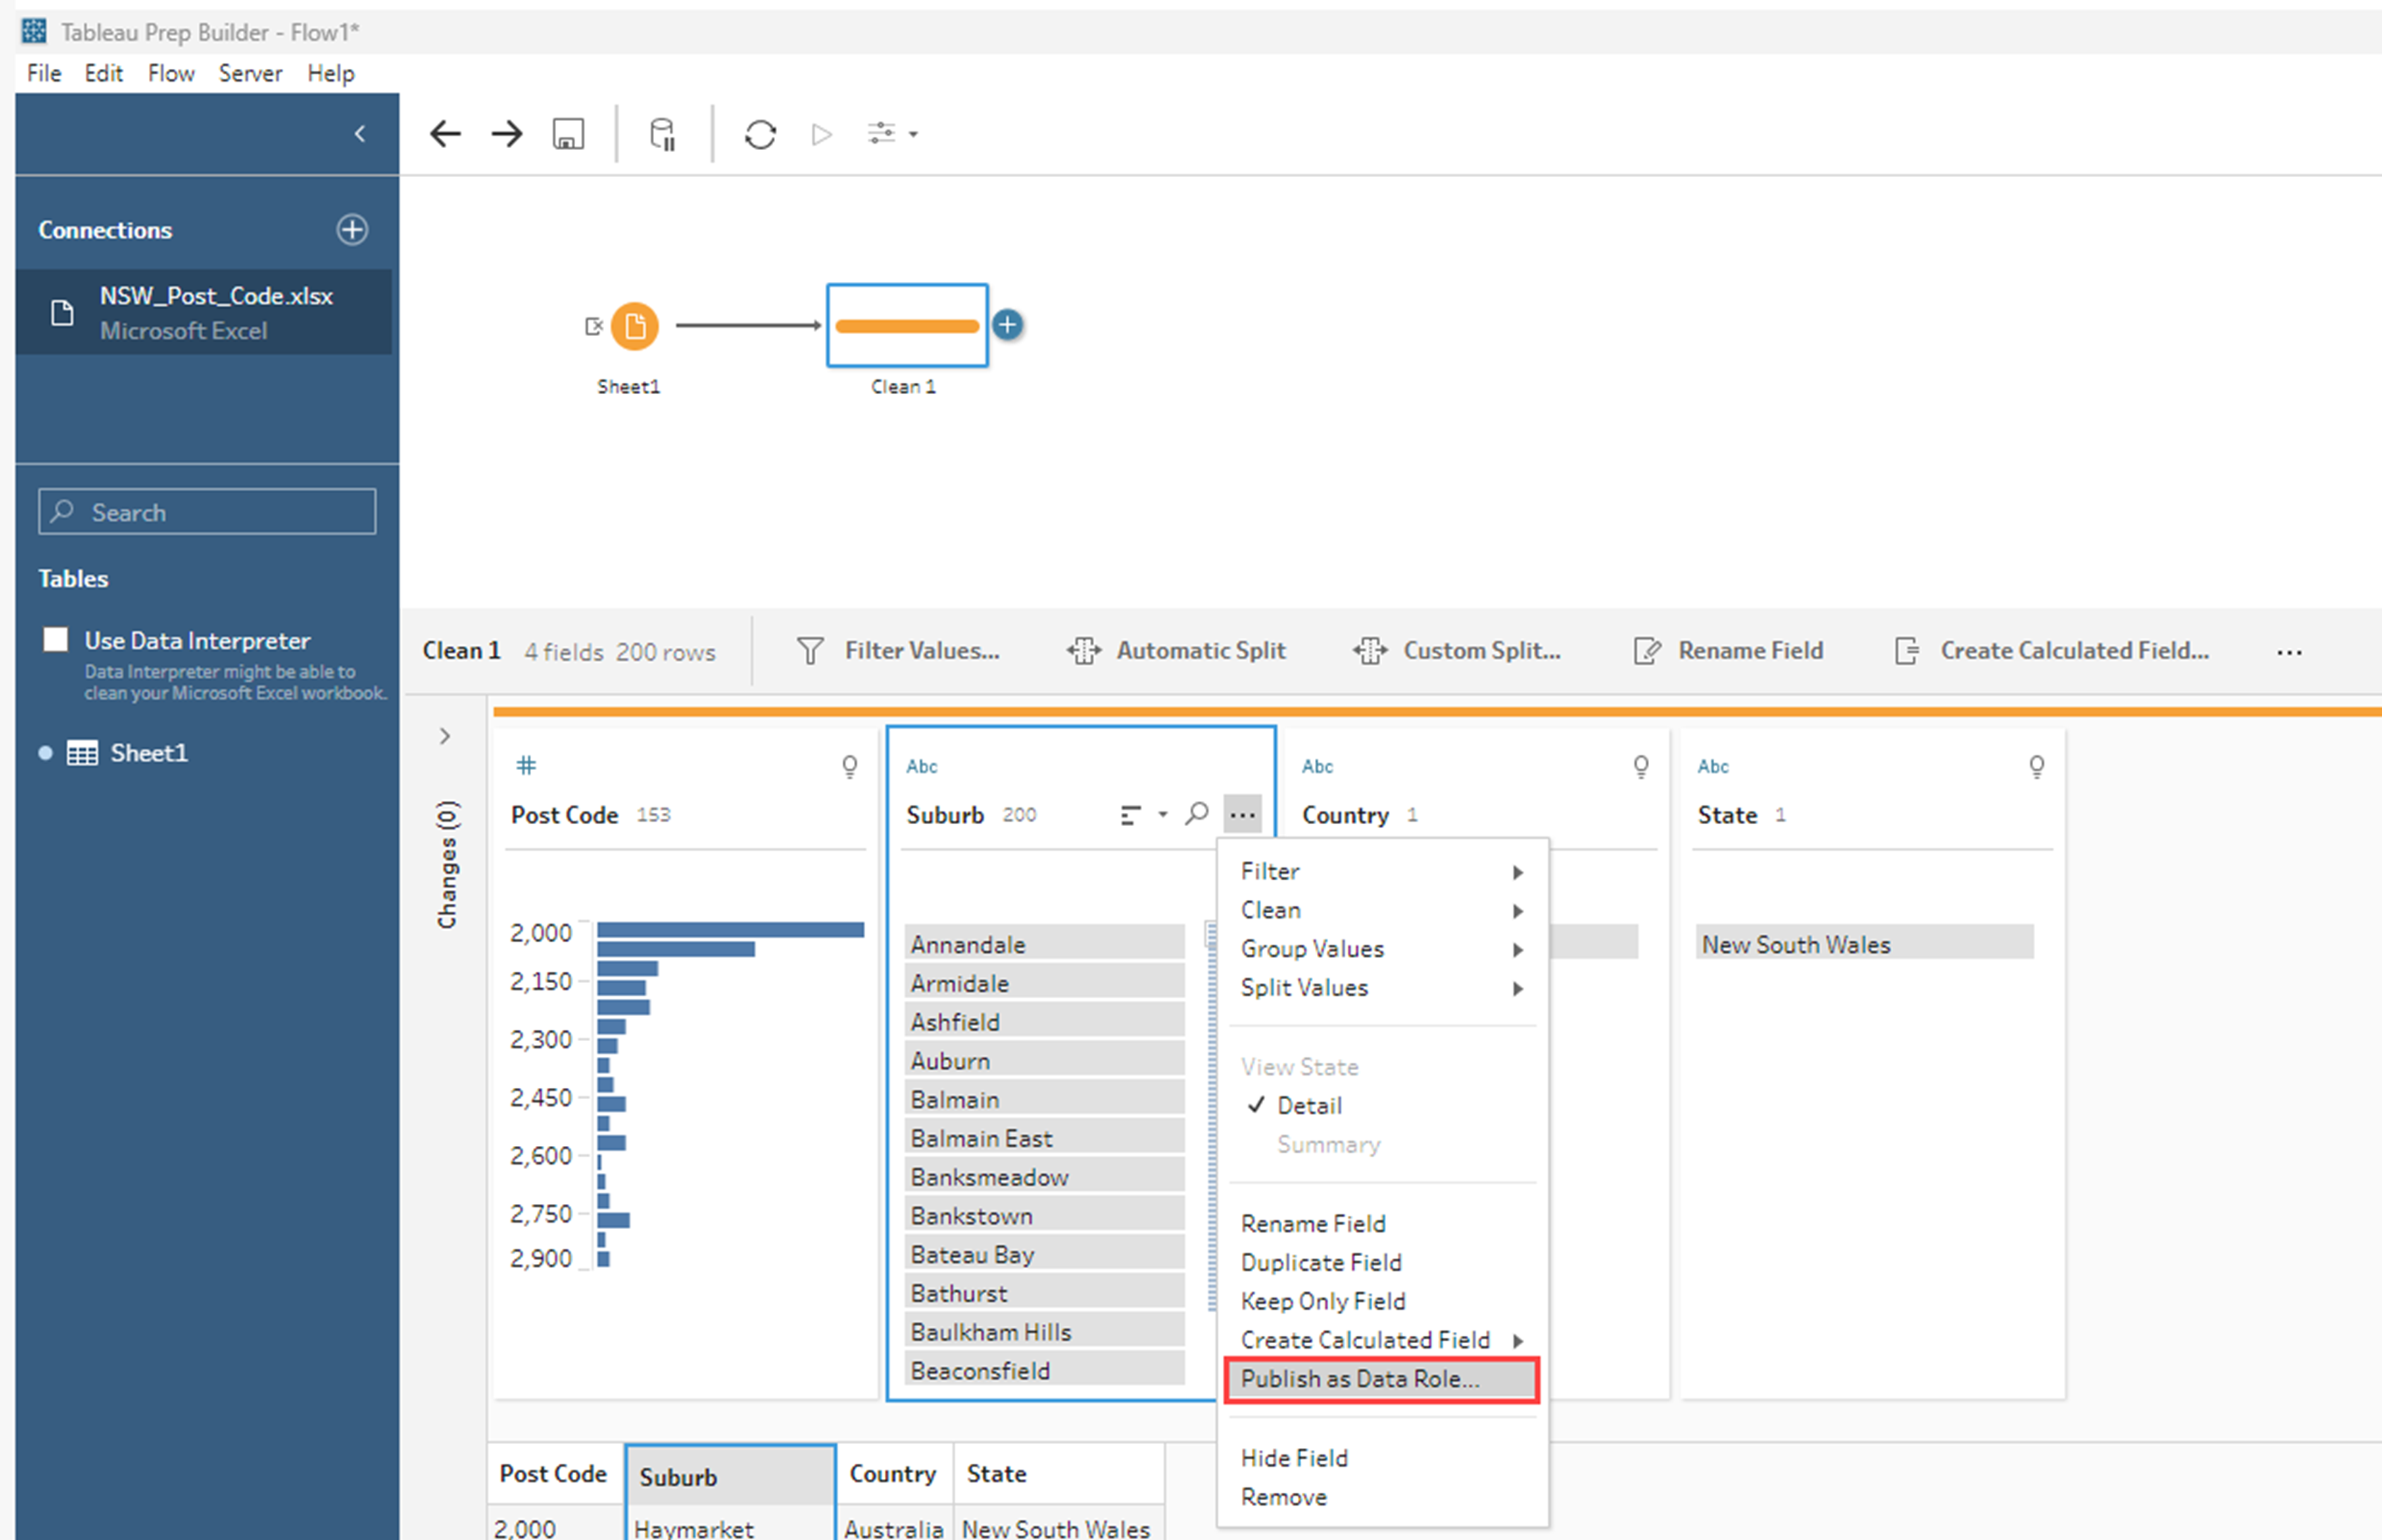 Tableau Prep Builder - Flow1*
File Edit Flow Server Help
Connections
NSW_Post_Code.xlsx
Microsoft Excel
Search
Tables
Use Data Interpreter
Data Interpreter might be able to
clean your Microsoft Excel workbook.
Sheet1
Sheet1
Clean 1
Clean 1 4 fields 200 rows Filter Values... Automatic Split Custom Split... Rename Field Create Calculated Field... ...
Changes (0)
#
Post Code 153
2,000
2,150
2,300
2,450
2,600
2,750
2,900
Abc
Suburb 200 ...
Annandale
Armidale
Ashfield
Auburn
Balmain
Balmain East
Banksmeadow
Bankstown
Bateau Bay
Bathurst
Baulkham Hills
Beaconsfield
Abc
Country 1
Abc
State 1
New South Wales
Filter
Clean
Group Values
Split Values
View State
✓ Detail
Summary
Rename Field
Duplicate Field
Keep Only Field
Create Calculated Field
Publish as Data Role...
Hide Field
Remove
Post Code Suburb Country State
2,000 Haymarket Australia New South Wales